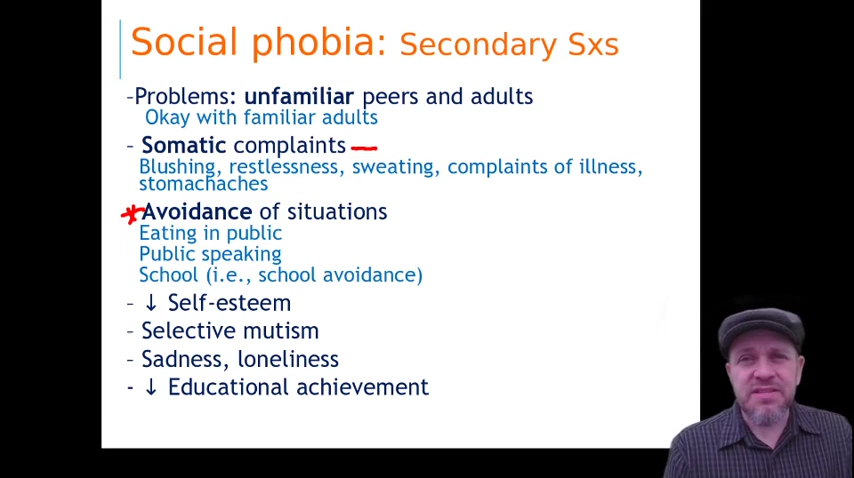 Social phobia: Secondary Sxs
–Problems: unfamiliar peers and adults
Okay with familiar adults
– Somatic complaints
Blushing, restlessness, sweating, complaints of illness,
stomachaches
Avoidance of situations
Eating in public
Public speaking
School (i.e., school avoidance)
– ↓ Self-esteem
– Selective mutism
– Sadness, loneliness
- ↓ Educational achievement